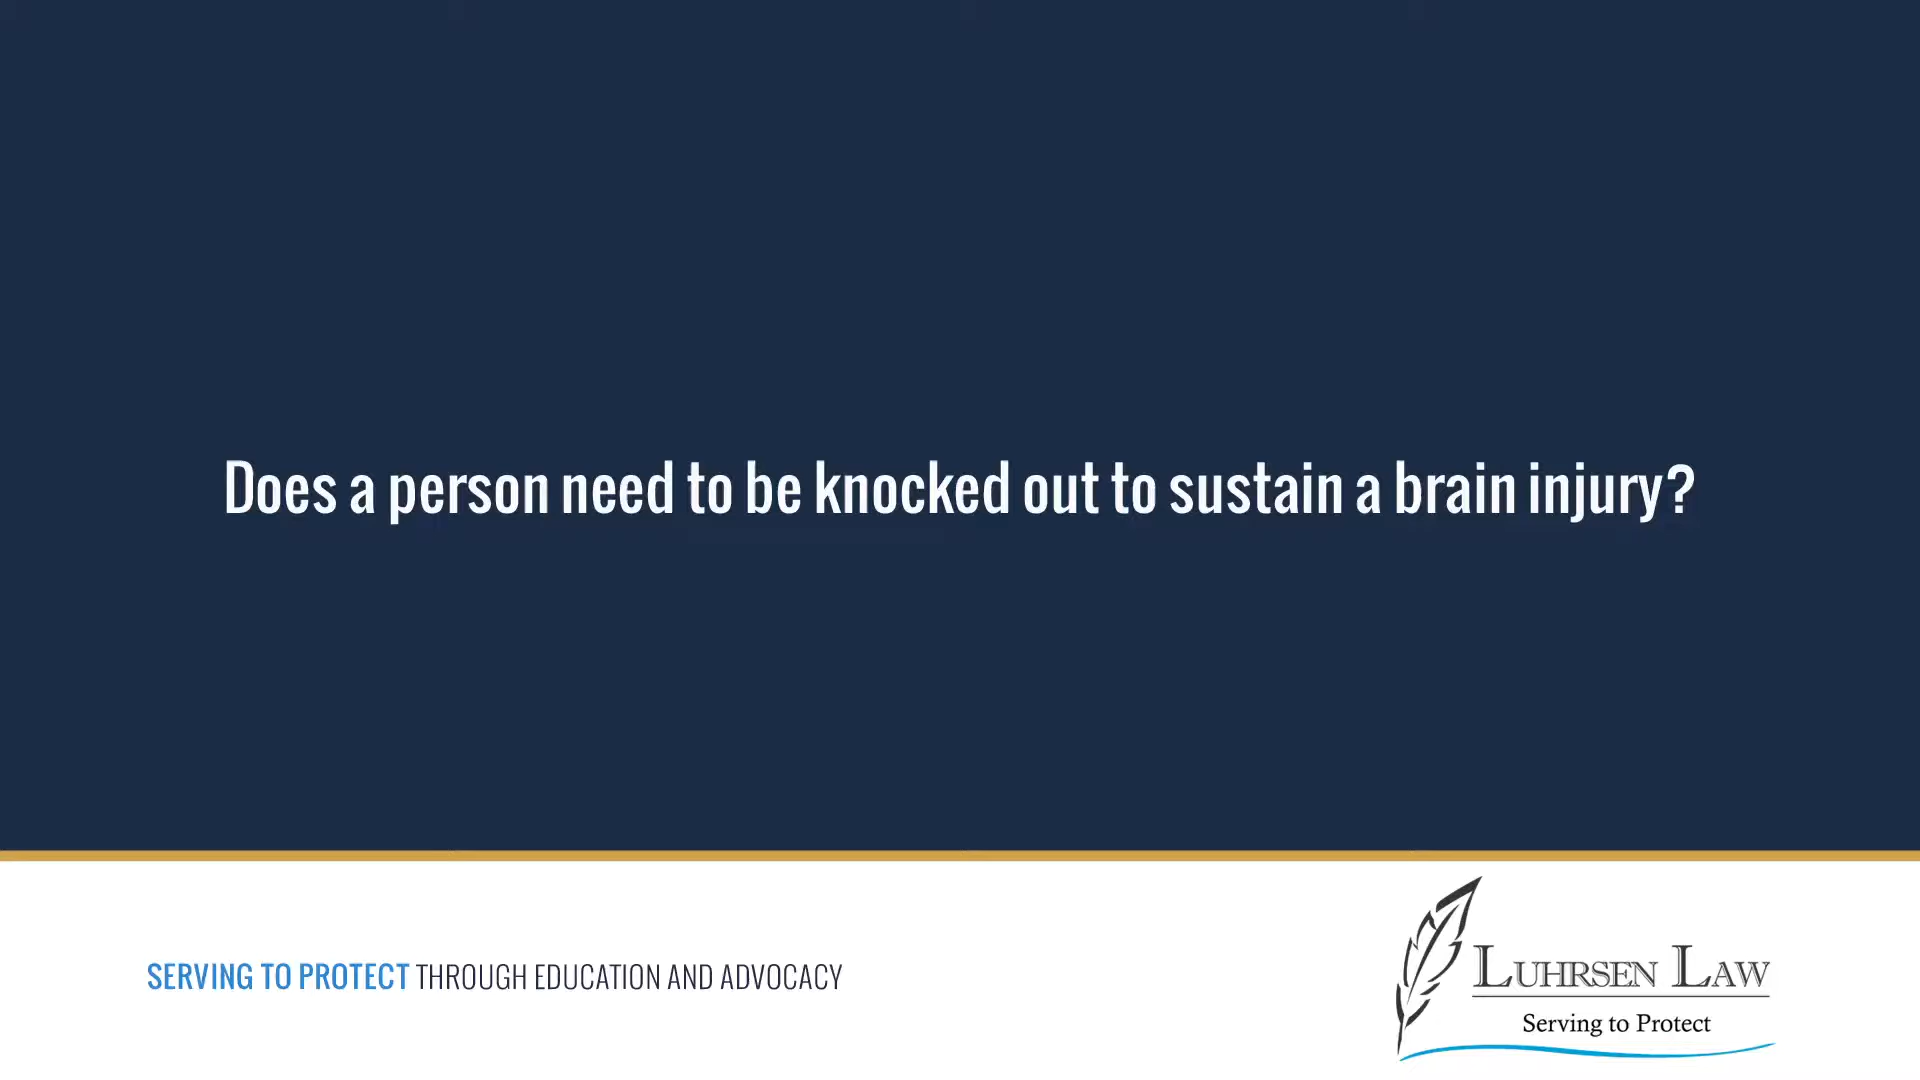 Does a person need to be knocked out to sustain a brain injury?
SERVING TO PROTECT THROUGH EDUCATION AND ADVOCACY
LUHRSEN LAW
Serving to Protect